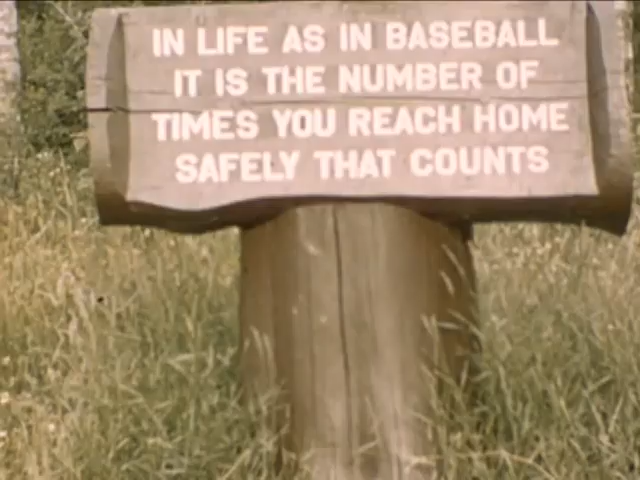 IN LIFE AS IN BASEBALL
IT IS THE NUMBER OF
TIMES YOU REACH HOME
SAFELY THAT COUNTS